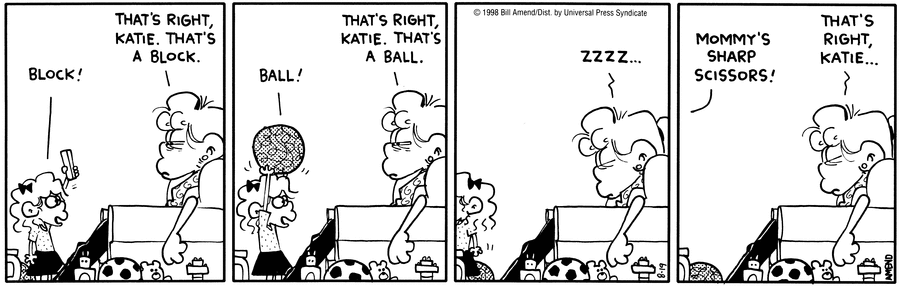 BLOCK!
THAT'S RIGHT,
KATIE. THAT'S
A BLOCK.
BALL!
THAT'S RIGHT,
KATIE. THAT'S
A BALL.
© 1998 Bill Amend/Dist. by Universal Press Syndicate
ZZZZ...
8-19
MOMMY'S
SHARP
SCISSORS!
THAT'S
RIGHT,
KATIE...
AMEND